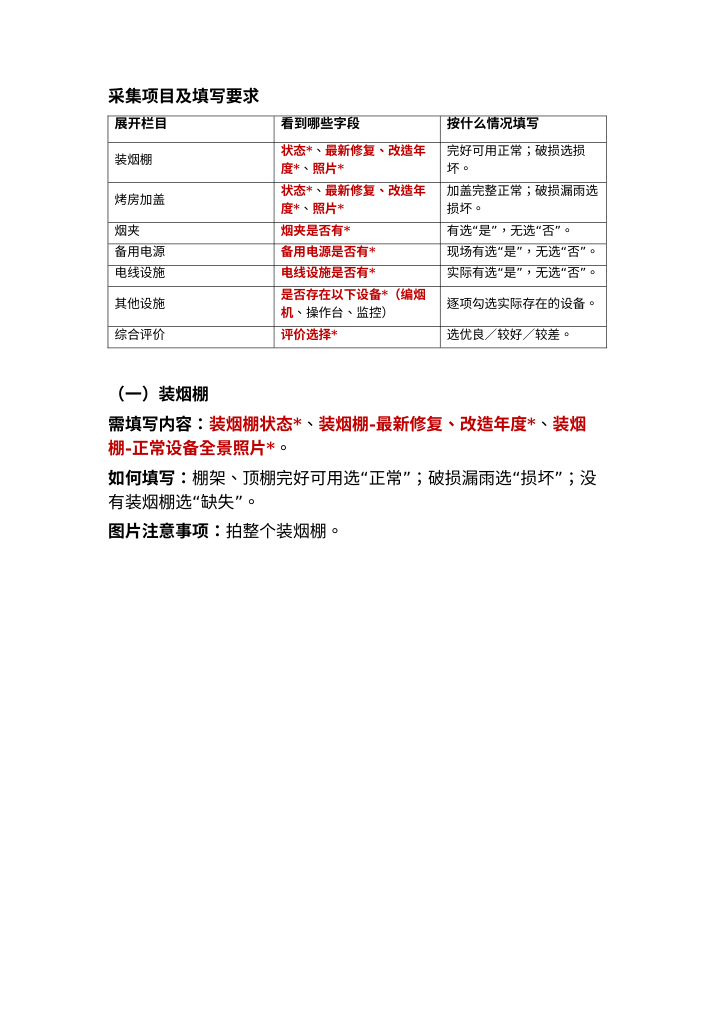 采集项目及填写要求
展开栏目 看到哪些字段 按什么情况填写
装烟棚 状态*、最新修复、改造年度*、照片* 完好可用正常；破损选损坏。
烤房加盖 状态*、最新修复、改造年度*、照片* 加盖完整正常；破损漏雨选损坏。
烟夹 烟夹是否有* 有选“是”，无选“否”。
备用电源 备用电源是否有* 现场有选“是”，无选“否”。
电线设施 电线设施是否有* 实际有选“是”，无选“否”。
其他设施 是否存在以下设备*（编烟机、操作台、监控） 逐项勾选实际存在的设备。
综合评价 评价选择* 选优良／较好／较差。
（一）装烟棚
需填写内容：装烟棚状态*、装烟棚-最新修复、改造年度*、装烟
棚-正常设备全景照片*。
如何填写：棚架、顶棚完好可用选“正常”；破损漏雨选“损坏”；没
有装烟棚选“缺失”。
图片注意事项：拍整个装烟棚。